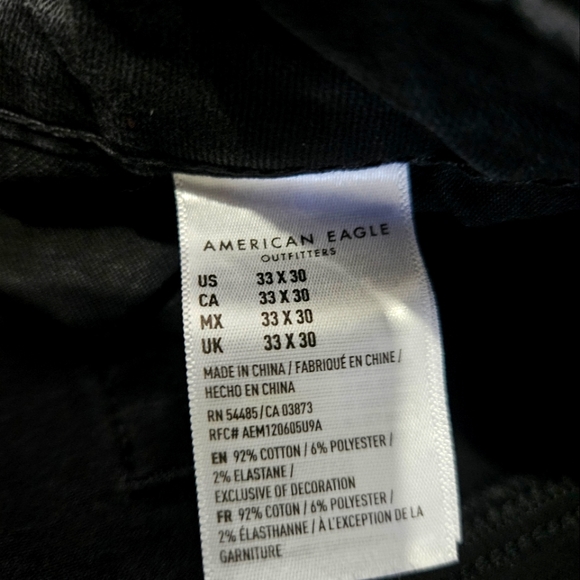 AMERICAN EAGLE
OUTFITTERS
US 33 X 30
CA 33 X 30
MX 33 X 30
UK 33 X 30
MADE IN CHINA / FABRIQUÉ EN CHINE /
HECHO EN CHINA
RN 54485/CA 03873
RFC# AEM120605U9A
EN 92% COTTON / 6% POLYESTER /
2% ELASTANE /
EXCLUSIVE OF DECORATION
FR 92% COTON / 6% POLYESTER /
2% ÉLASTHANNE / À L'EXCEPTION DE LA
GARNITURE